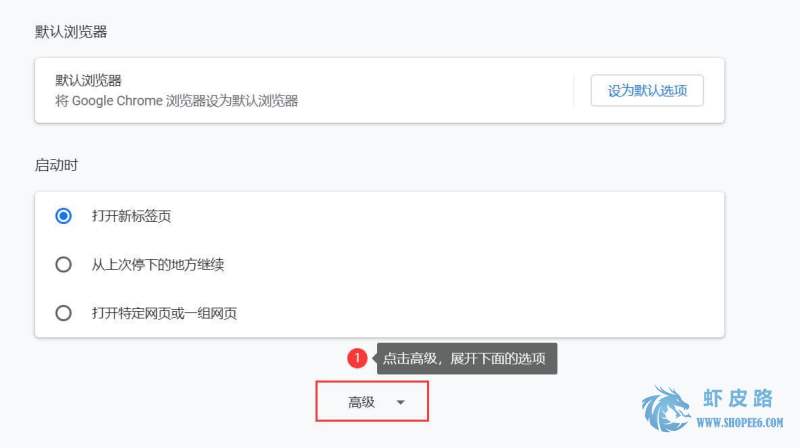 默认浏览器
默认浏览器
将 Google Chrome 浏览器设为默认浏览器
设为默认选项
启动时
打开新标签页
从上次停下的地方继续
打开特定网页或一组网页
1 点击高级，展开下面的选项
高级
虾皮路
WWW.SHOPEE6.COM